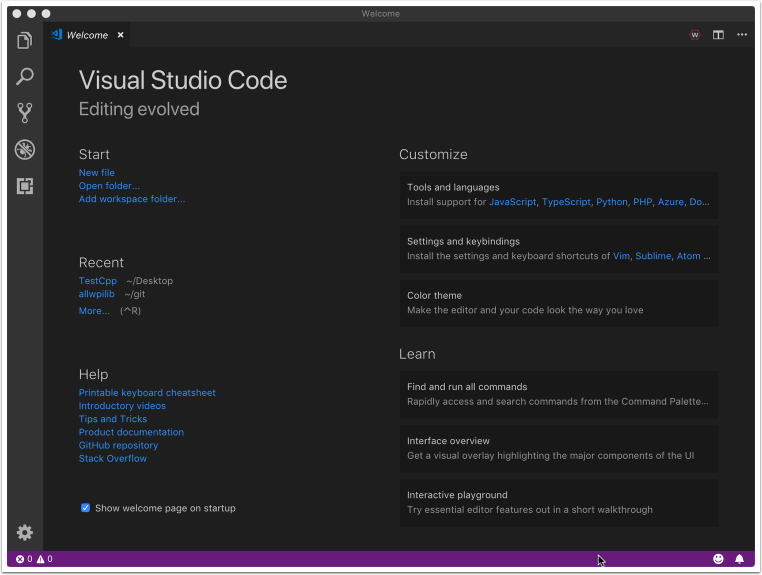 Welcome
Welcome
W
Visual Studio Code
Editing evolved
Start
New file
Open folder...
Add workspace folder...
Recent
TestCpp ~/Desktop
allwpilib ~/git
More... (^R)
Help
Printable keyboard cheatsheet
Introductory videos
Tips and Tricks
Product documentation
GitHub repository
Stack Overflow
Show welcome page on startup
Customize
Tools and languages
Install support for JavaScript, TypeScript, Python, PHP, Azure, Do...
Settings and keybindings
Install the settings and keyboard shortcuts of Vim, Sublime, Atom ...
Color theme
Make the editor and your code look the way you love
Learn
Find and run all commands
Rapidly access and search commands from the Command Palette...
Interface overview
Get a visual overlay highlighting the major components of the UI
Interactive playground
Try essential editor features out in a short walkthrough
0 0